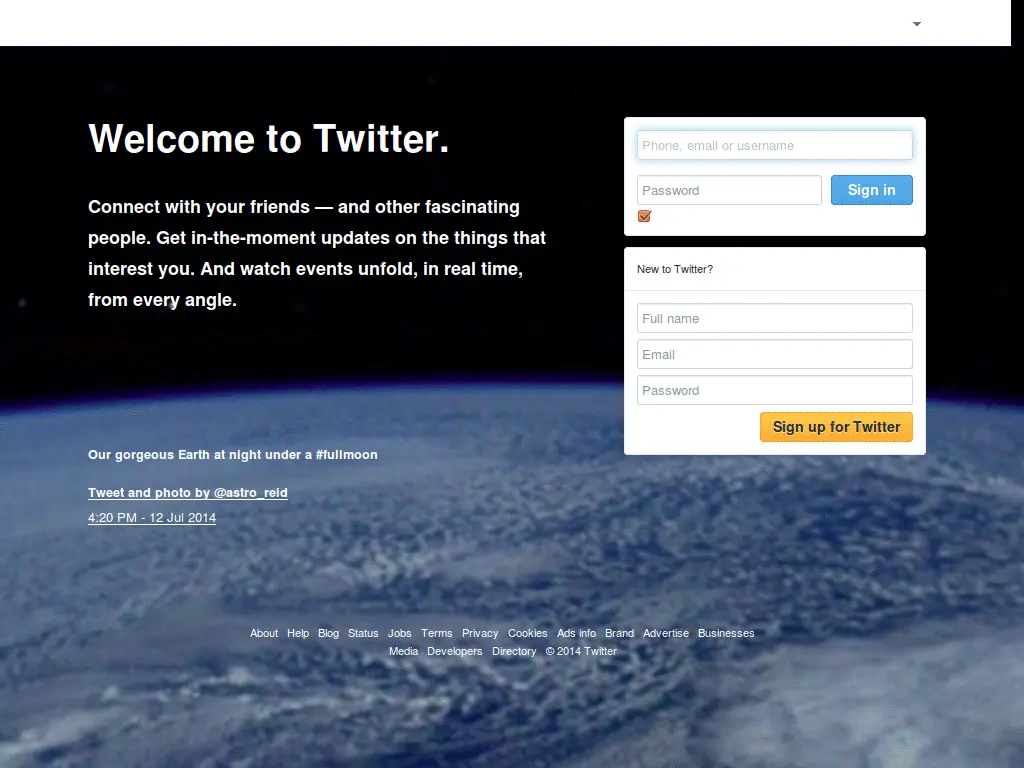 Welcome to Twitter.
Connect with your friends — and other fascinating
people. Get in-the-moment updates on the things that
interest you. And watch events unfold, in real time,
from every angle.
Phone, email or username
Password
Sign in
New to Twitter?
Full name
Email
Password
Sign up for Twitter
Our gorgeous Earth at night under a #fullmoon
Tweet and photo by @astro_reid
4:20 PM - 12 Jul 2014
About Help Blog Status Jobs Terms Privacy Cookies Ads info Brand Advertise Businesses
Media Developers Directory © 2014 Twitter